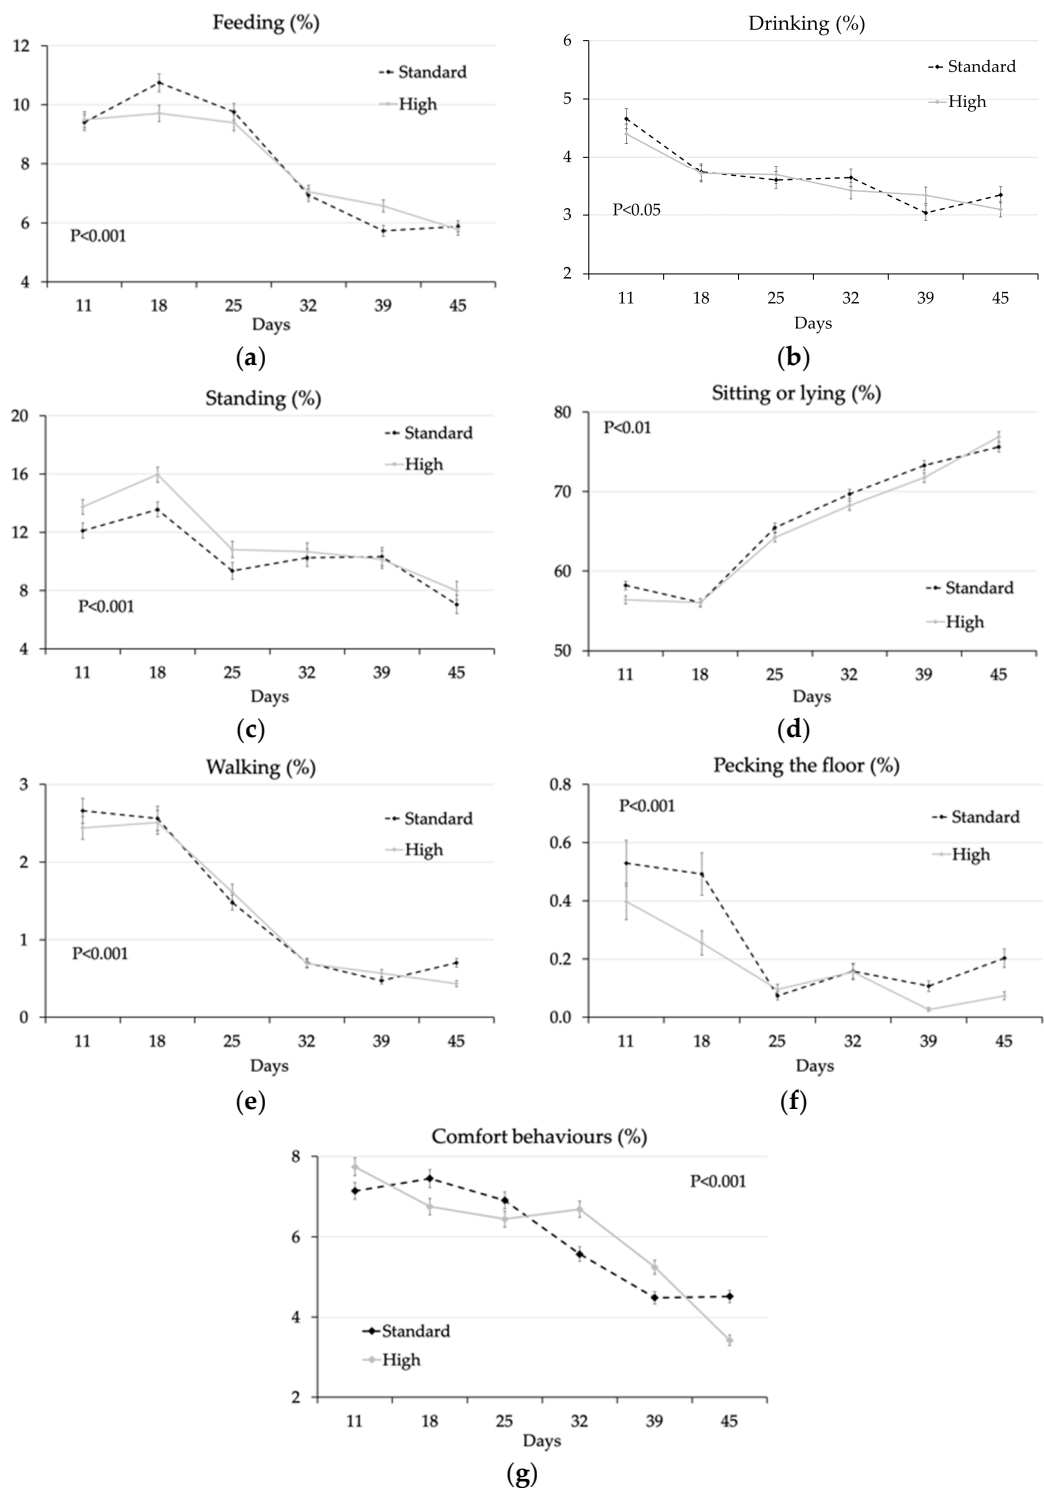 Feeding (%)
12
10
8
6
4
Standard
High
P<0.001
11 18 25 32 39 45
Days
(a)
Drinking (%)
6
5
4
3
2
Standard
High
P<0.05
11 18 25 32 39 45
Days
(b)
Standing (%)
20
16
12
8
4
Standard
High
P<0.001
11 18 25 32 39 45
Days
(c)
Sitting or lying (%)
80
70
60
50
P<0.01
Standard
High
11 18 25 32 39 45
Days
(d)
Walking (%)
3
2
1
0
Standard
High
P<0.001
11 18 25 32 39 45
Days
(e)
Pecking the floor (%)
0.8
0.6
0.4
0.2
0.0
P<0.001
Standard
High
11 18 25 32 39 45
Days
(f)
Comfort behaviours (%)
8
6
4
2
P<0.001
Standard
High
11 18 25 32 39 45
Days
(g)